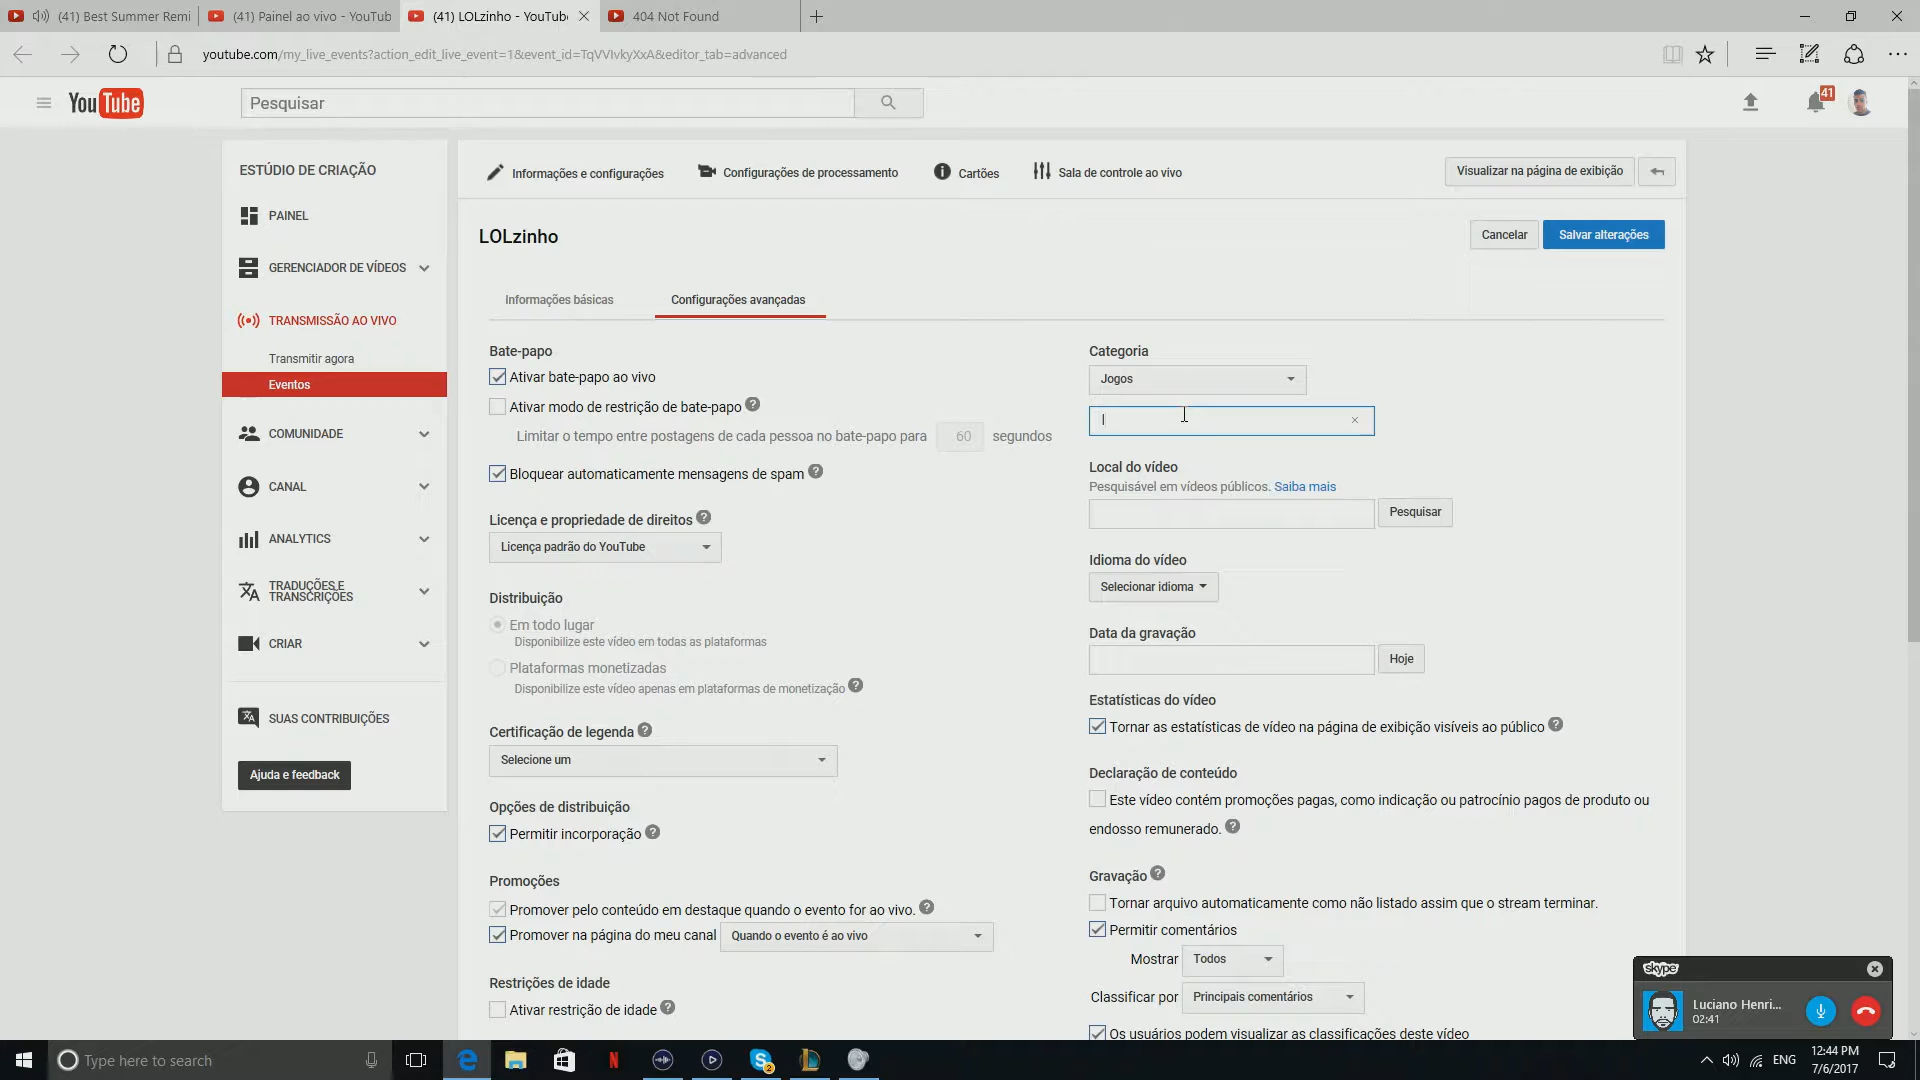 (41) Best Summer Remi
(41) Painel ao vivo - YouTub
(41) LOLzinho - YouTube
404 Not Found
youtube.com/my_live_events?action_edit_live_event=1&event_id=TqVVIvkyXxA&editor_tab=advanced
YouTube
Pesquisar
41
ESTÚDIO DE CRIAÇÃO
PAINEL
GERENCIADOR DE VÍDEOS
TRANSMISSÃO AO VIVO
Transmitir agora
Eventos
COMUNIDADE
CANAL
ANALYTICS
TRADUÇÕES E
TRANSCRIÇÕES
CRIAR
SUAS CONTRIBUIÇÕES
Ajuda e feedback
Informações e configurações
Configurações de processamento
Cartões
Sala de controle ao vivo
Visualizar na página de exibição
LOLzinho
Cancelar
Salvar alterações
Informações básicas
Configurações avançadas
Bate-papo
Ativar bate-papo ao vivo
Ativar modo de restrição de bate-papo
Limitar o tempo entre postagens de cada pessoa no bate-papo para 60 segundos
Bloquear automaticamente mensagens de spam
Licença e propriedade de direitos
Licença padrão do YouTube
Distribuição
Em todo lugar
Disponibilize este vídeo em todas as plataformas
Plataformas monetizadas
Disponibilize este vídeo apenas em plataformas de monetização
Certificação de legenda
Selecione um
Opções de distribuição
Permitir incorporação
Promoções
Promover pelo conteúdo em destaque quando o evento for ao vivo.
Promover na página do meu canal Quando o evento é ao vivo
Restrições de idade
Ativar restrição de idade
Categoria
Jogos
l
Local do vídeo
Pesquisável em vídeos públicos. Saiba mais
Pesquisar
Idioma do vídeo
Selecionar idioma
Data da gravação
Hoje
Estatísticas do vídeo
Tornar as estatísticas de vídeo na página de exibição visíveis ao público
Declaração de conteúdo
Este vídeo contém promoções pagas, como indicação ou patrocínio pagos de produto ou
endosso remunerado.
Gravação
Tornar arquivo automaticamente como não listado assim que o stream terminar.
Permitir comentários
Mostrar Todos
Classificar por Principais comentários
Os usuários podem visualizar as classificações deste vídeo
skype
Luciano Henri...
02:41
Type here to search
2
ENG
12:44 PM
7/6/2017